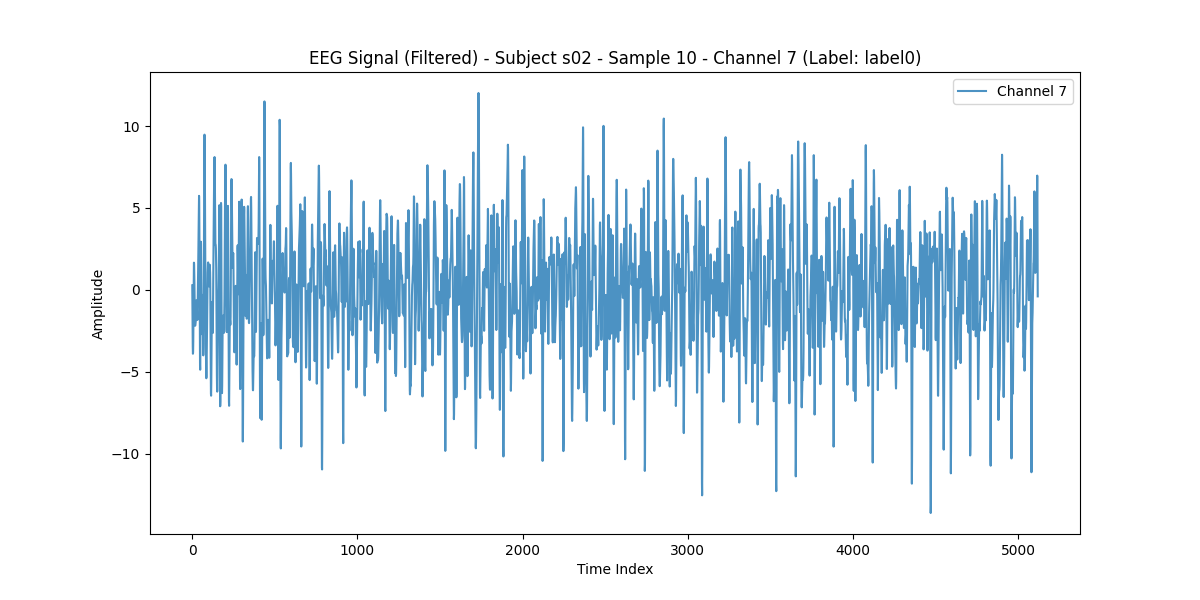 EEG Signal (Filtered) - Subject s02 - Sample 10 - Channel 7 (Label: label0)
Channel 7
10
5
0
−5
−10
Amplitude
0 1000 2000 3000 4000 5000
Time Index